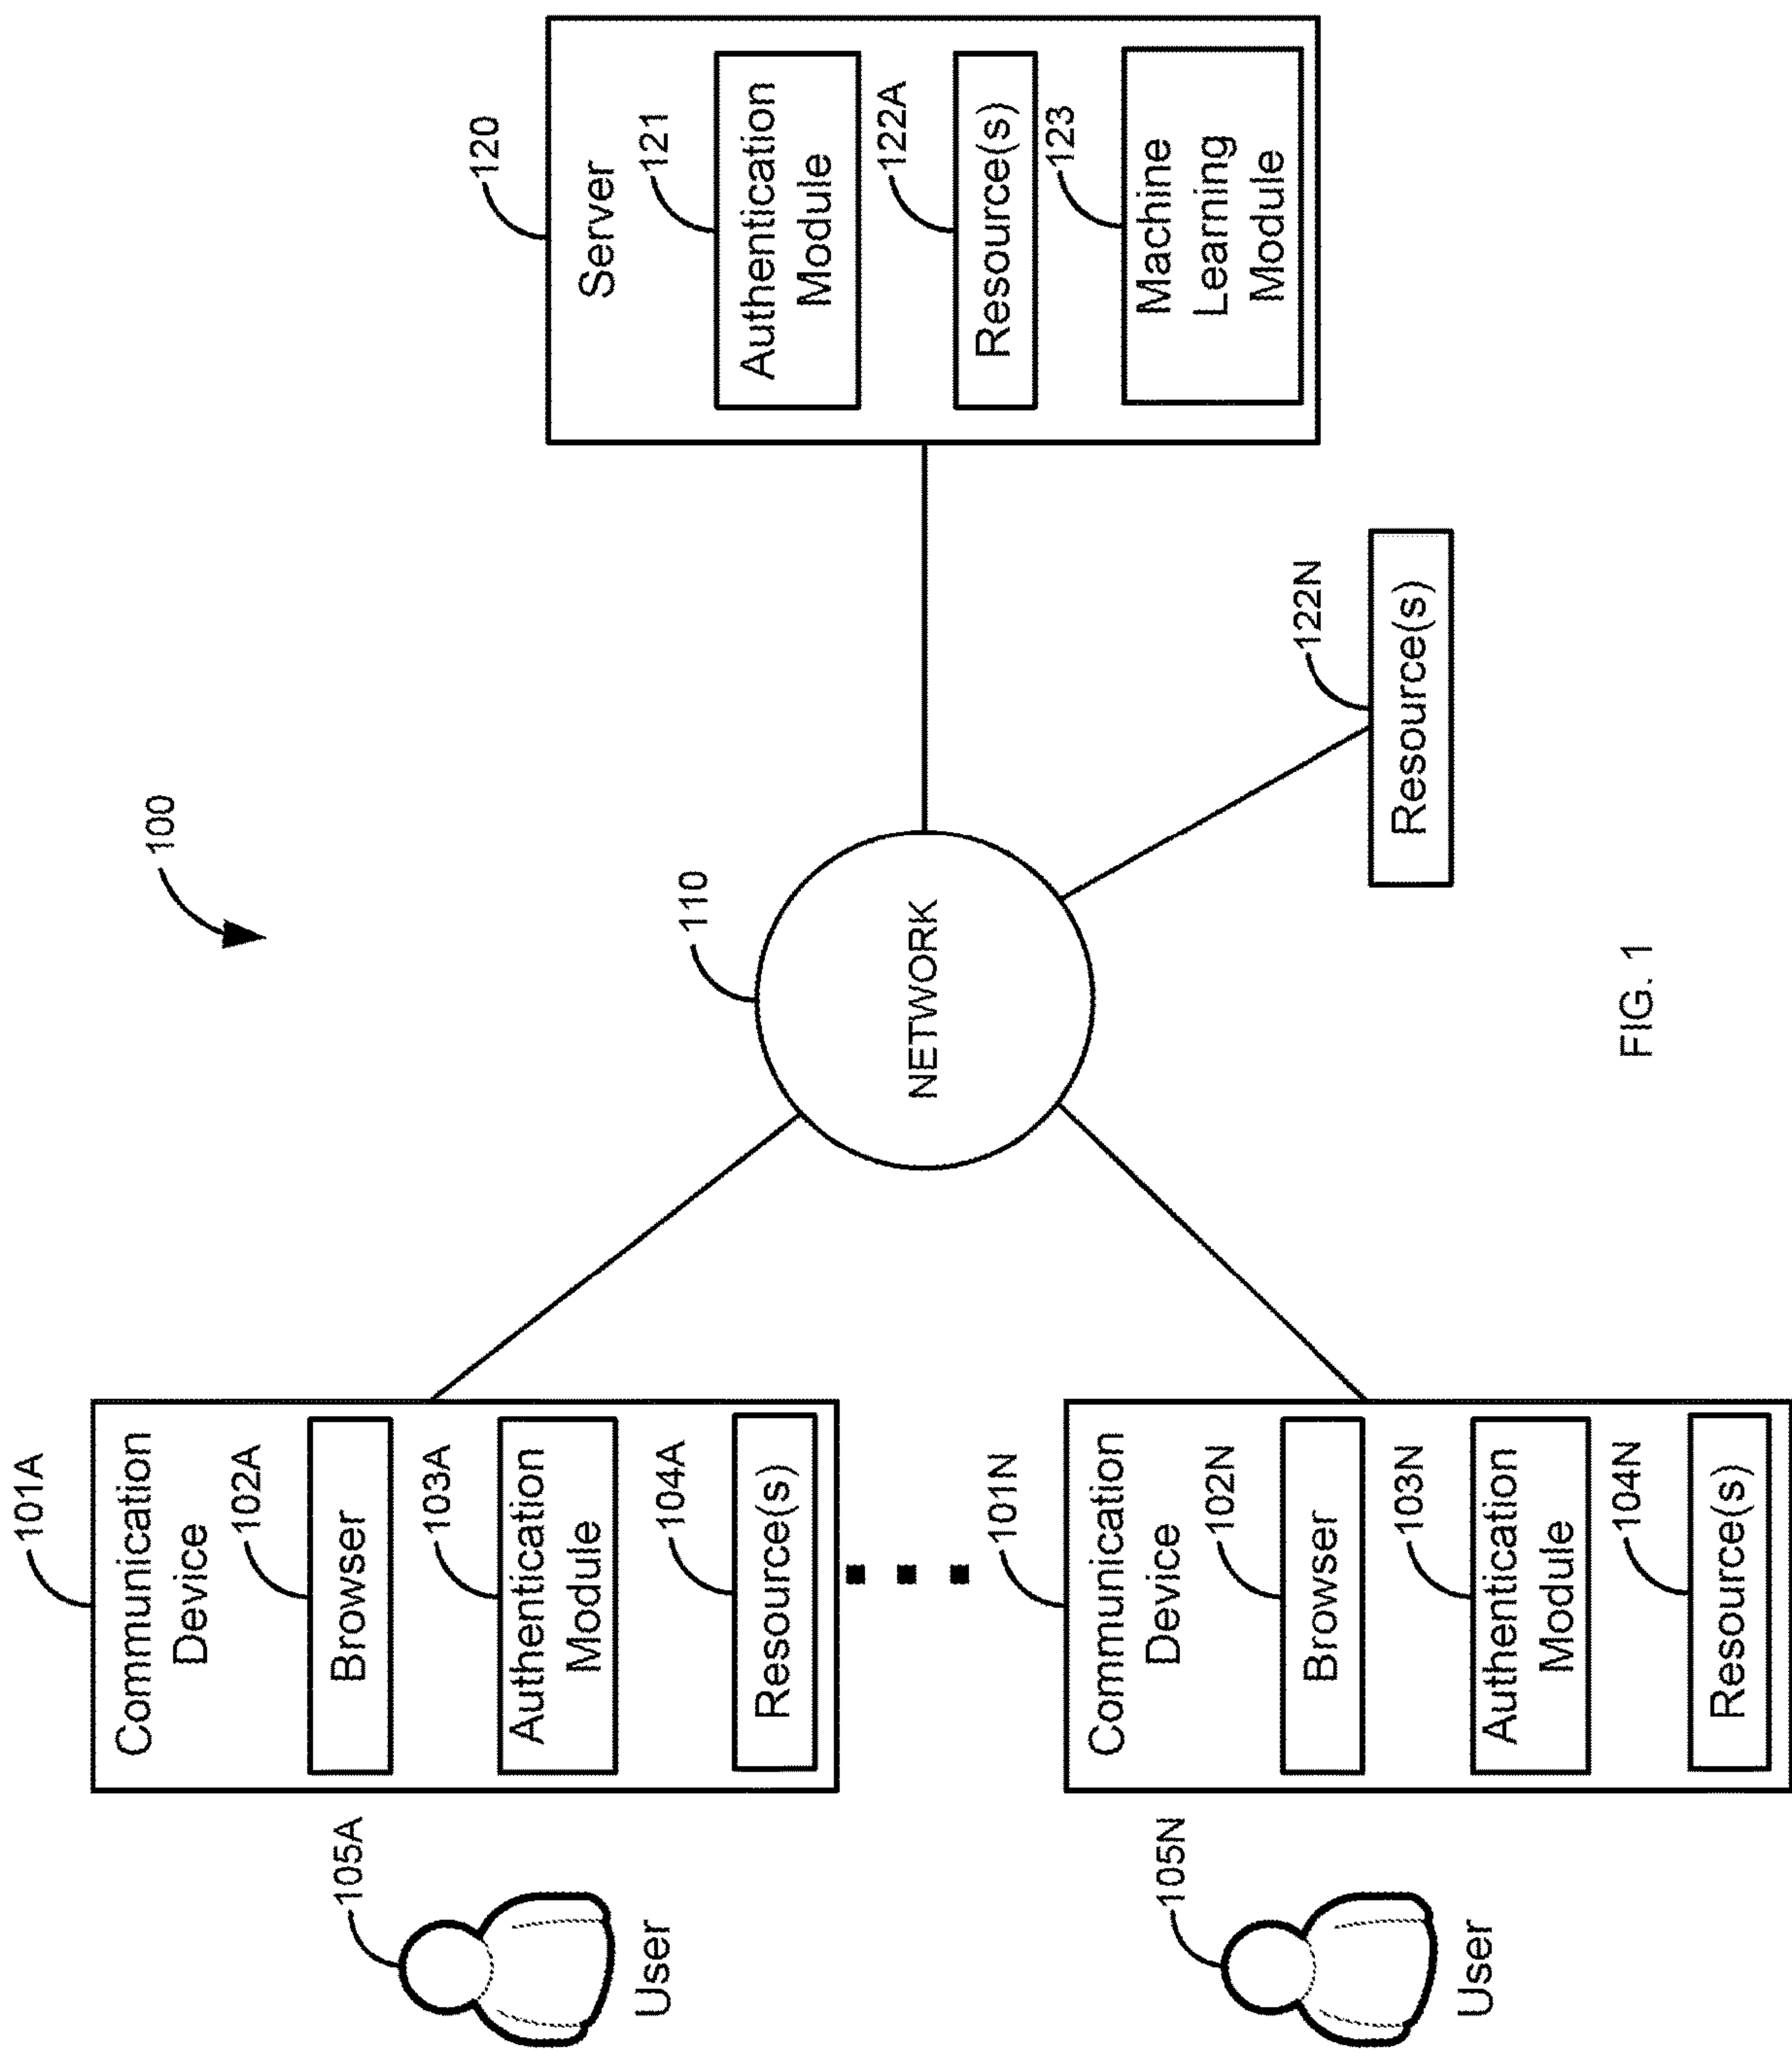 100
101A
Communication
Device
102A
Browser
103A
Authentication
Module
104A
Resource(s)
105A
User
101N
Communication
Device
102N
Browser
103N
Authentication
Module
104N
Resource(s)
105N
User
110
NETWORK
120
Server
121
Authentication
Module
122A
Resource(s)
123
Machine
Learning
Module
122N
Resource(s)
FIG. 1